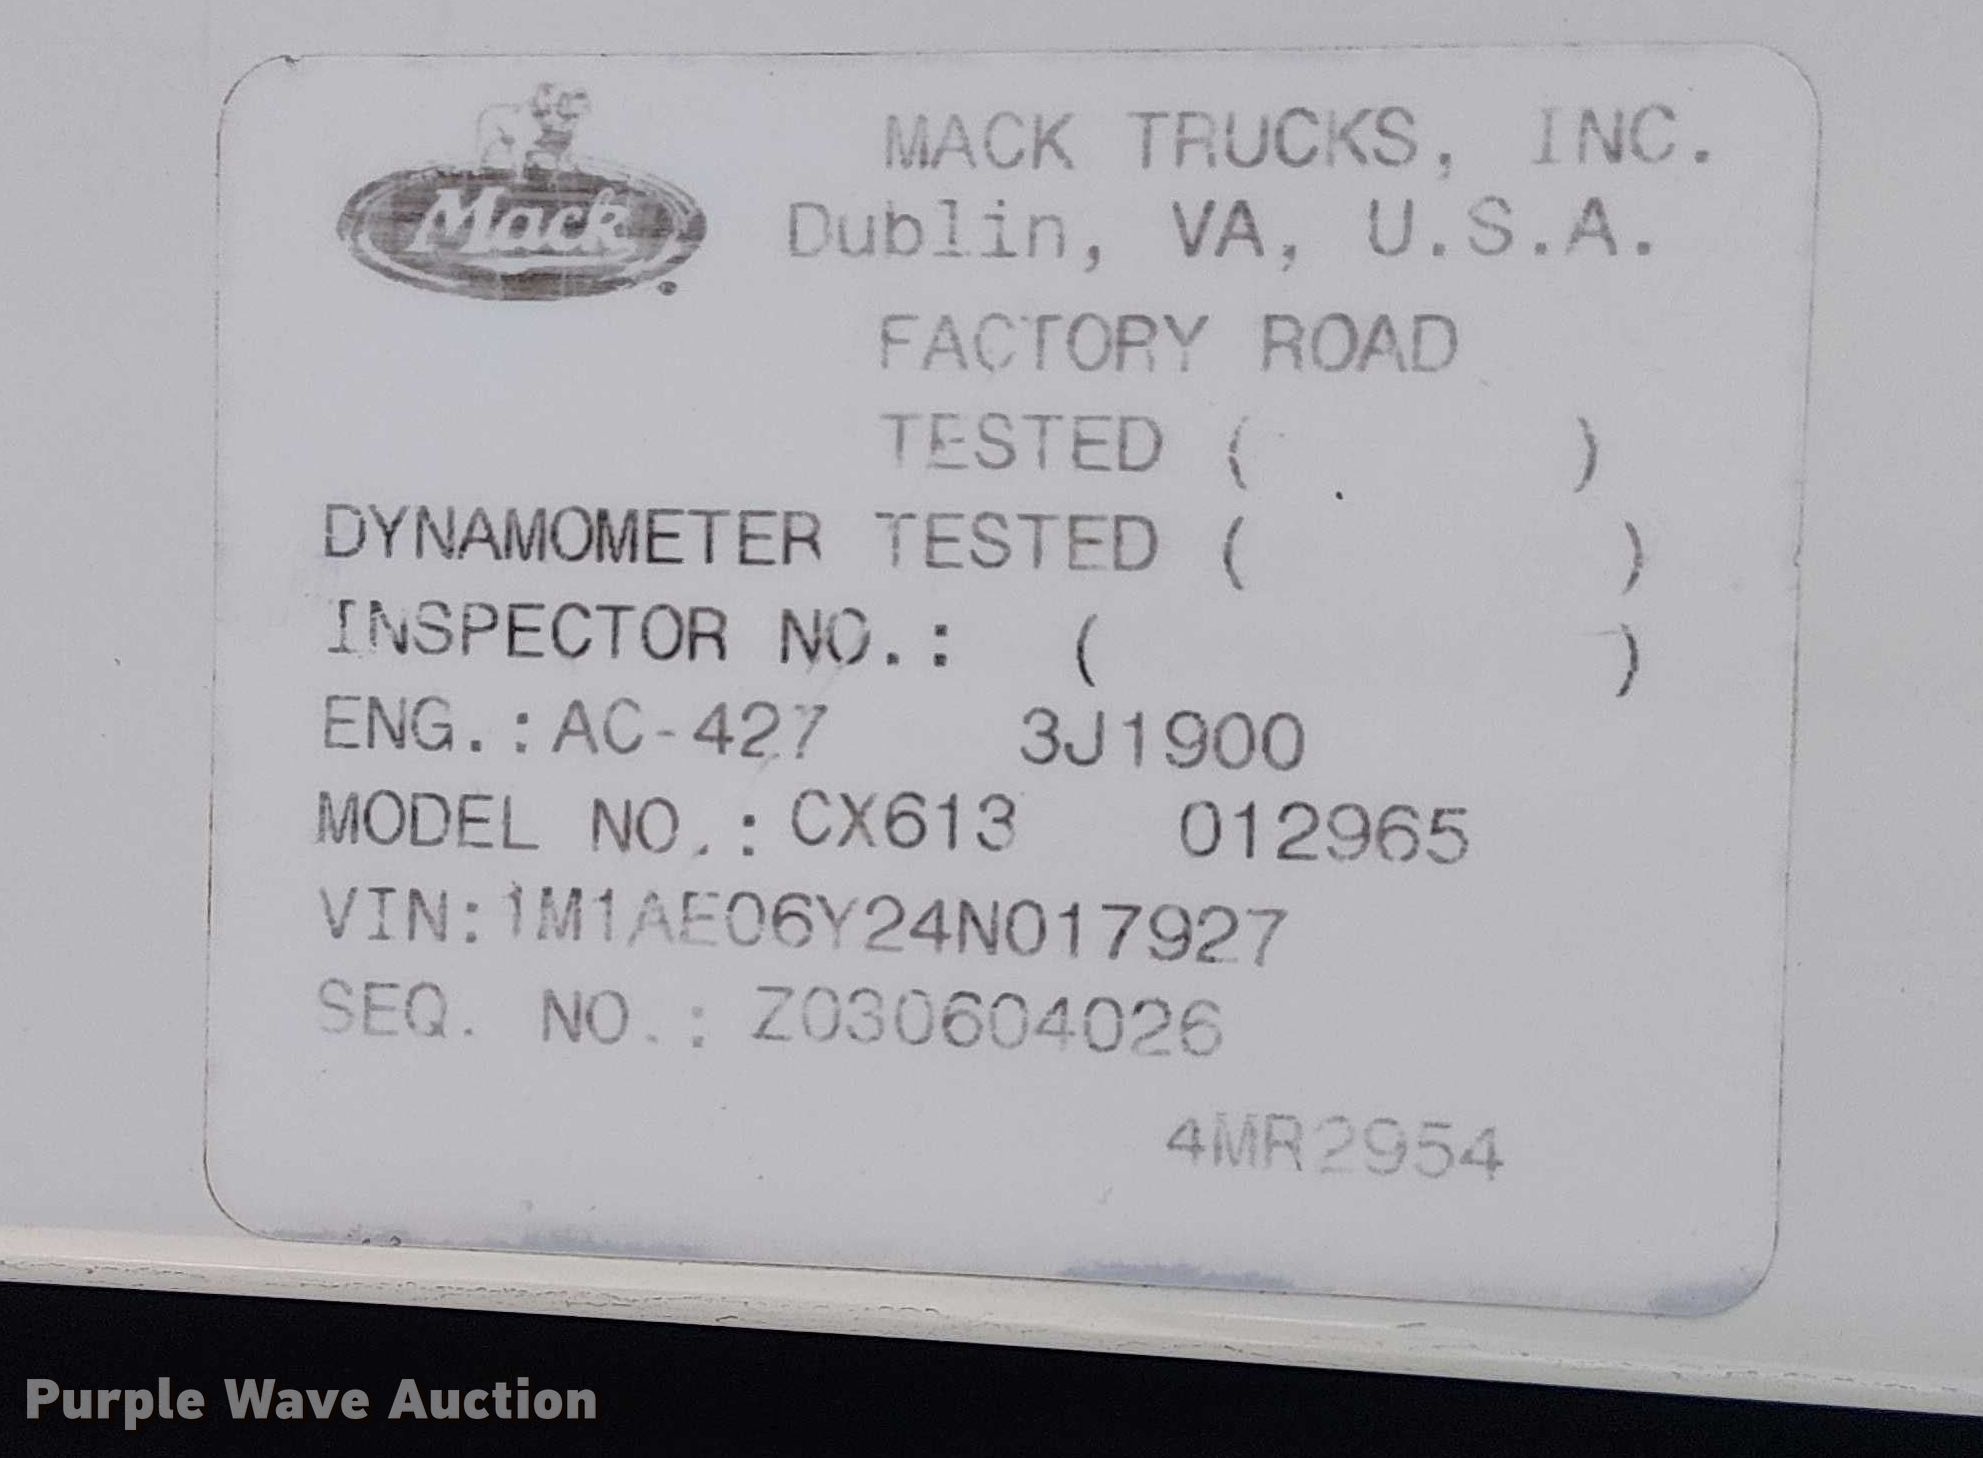 Mack
MACK TRUCKS, INC.
Dublin, VA, U.S.A.
FACTORY ROAD
TESTED (          )
DYNAMOMETER TESTED (          )
INSPECTOR NO.:   (          )
ENG.:AC-427     3J1900
MODEL NO.:CX613    012965
VIN:1M1AE06Y24N017927
SEQ. NO.: Z030604026
4MR2954
Purple Wave Auction